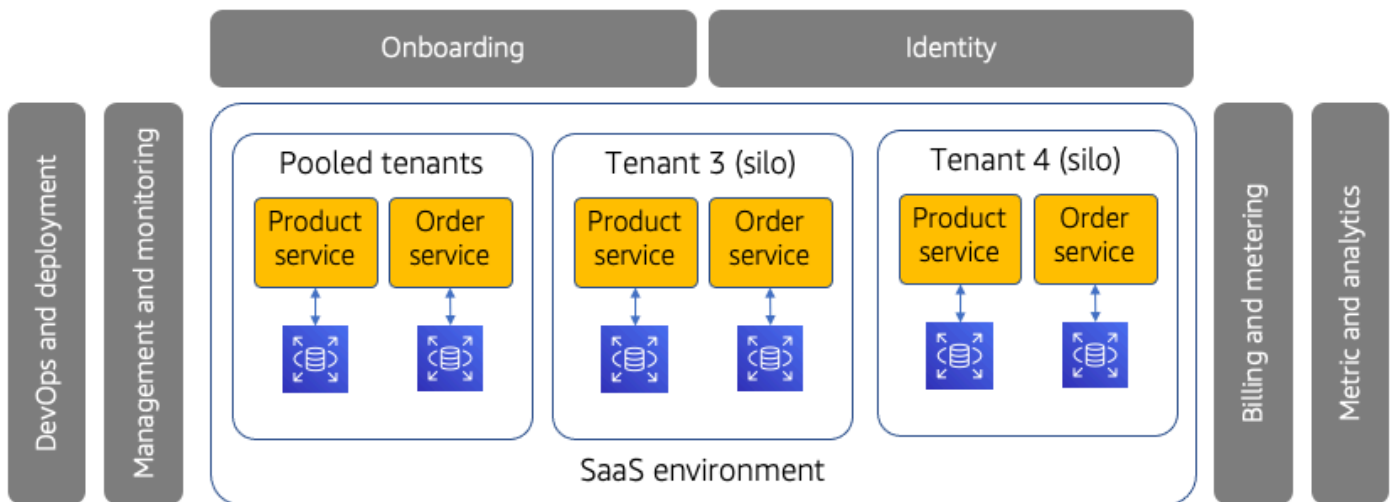 Onboarding
Identity
DevOps and deployment
Management and monitoring
Pooled tenants
Product
service
Order
service
Tenant 3 (silo)
Product
service
Order
service
Tenant 4 (silo)
Product
service
Order
service
SaaS environment
Billing and metering
Metric and analytics